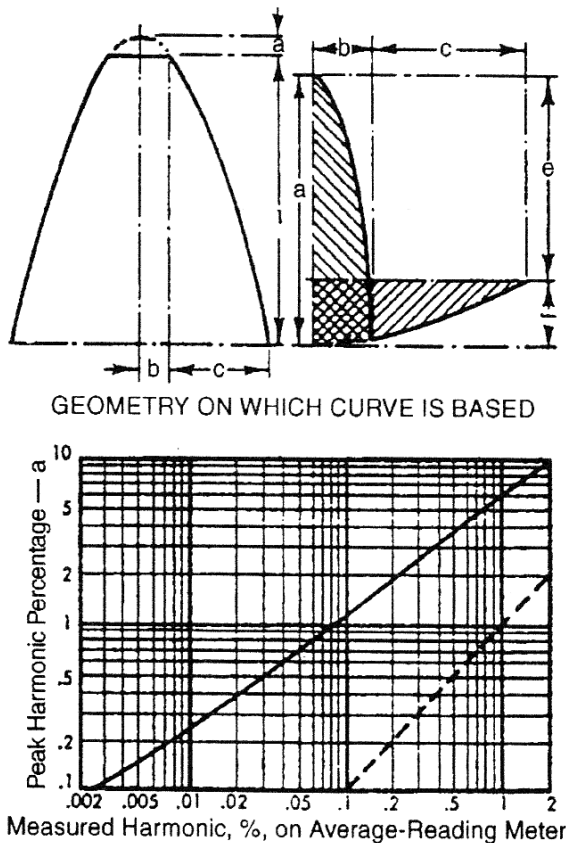 a
b
c
1
b
c
a
e
f
GEOMETRY ON WHICH CURVE IS BASED
Peak Harmonic Percentage — a
10
5
2
1
.5
.2
.1
.002 .005 .01 .02 .05 .1 .2 .5 1 2
Measured Harmonic, %, on Average-Reading Meter